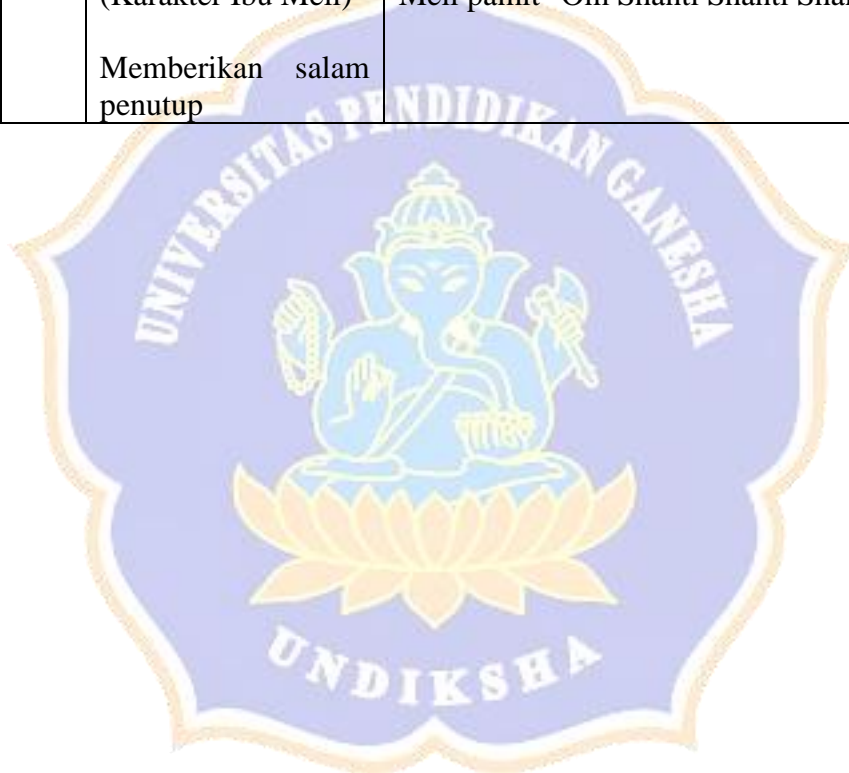 (Karakter Ibu Meli)
Meli pamit "Om Shanti Shanti
Memberikan salam
penutup
UNIVERSITAS PENDIDIKAN GANESHA
UNDIKSHA